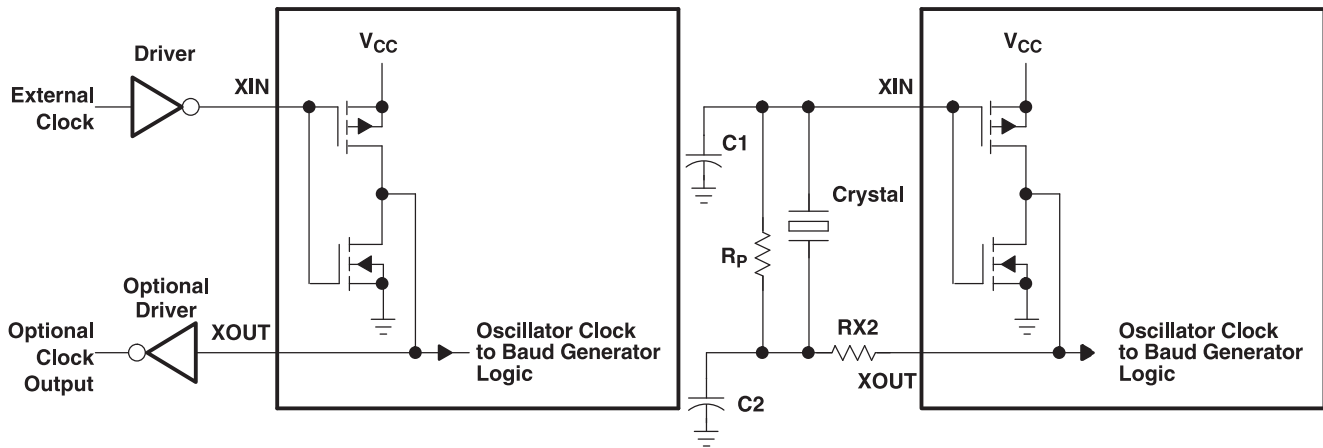 Driver
External
Clock
XIN
VCC
Optional
Driver
Optional
Clock
Output
XOUT
Oscillator Clock
to Baud Generator
Logic
C1
RP
Crystal
C2
RX2
XIN
VCC
XOUT
Oscillator Clock
to Baud Generator
Logic